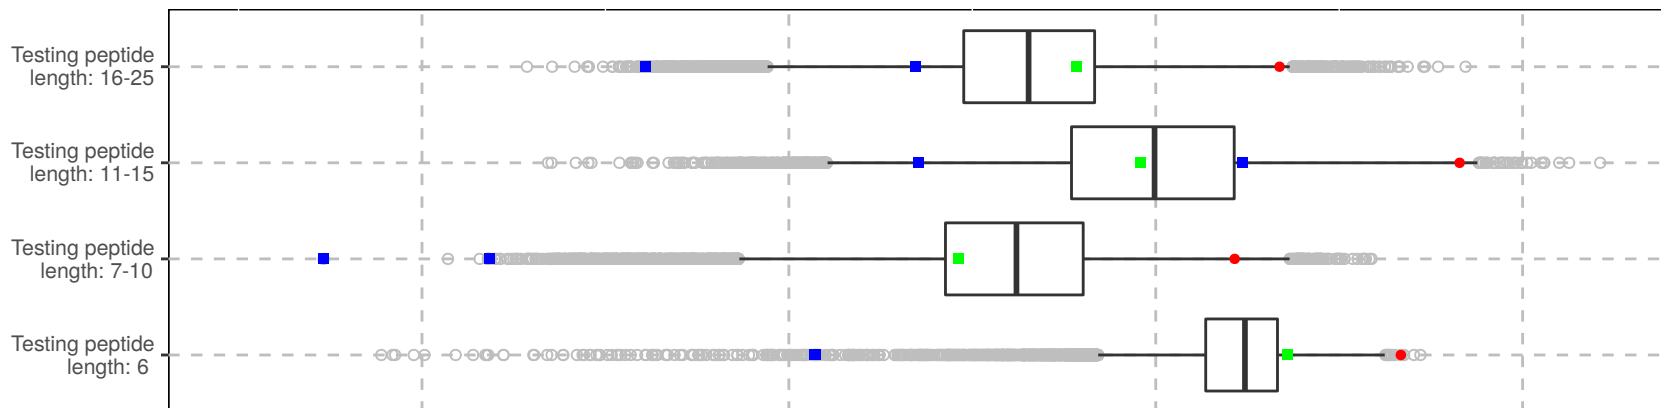 Testing peptide
length: 16-25
Testing peptide
length: 11-15
Testing peptide
length: 7-10
Testing peptide
length: 6